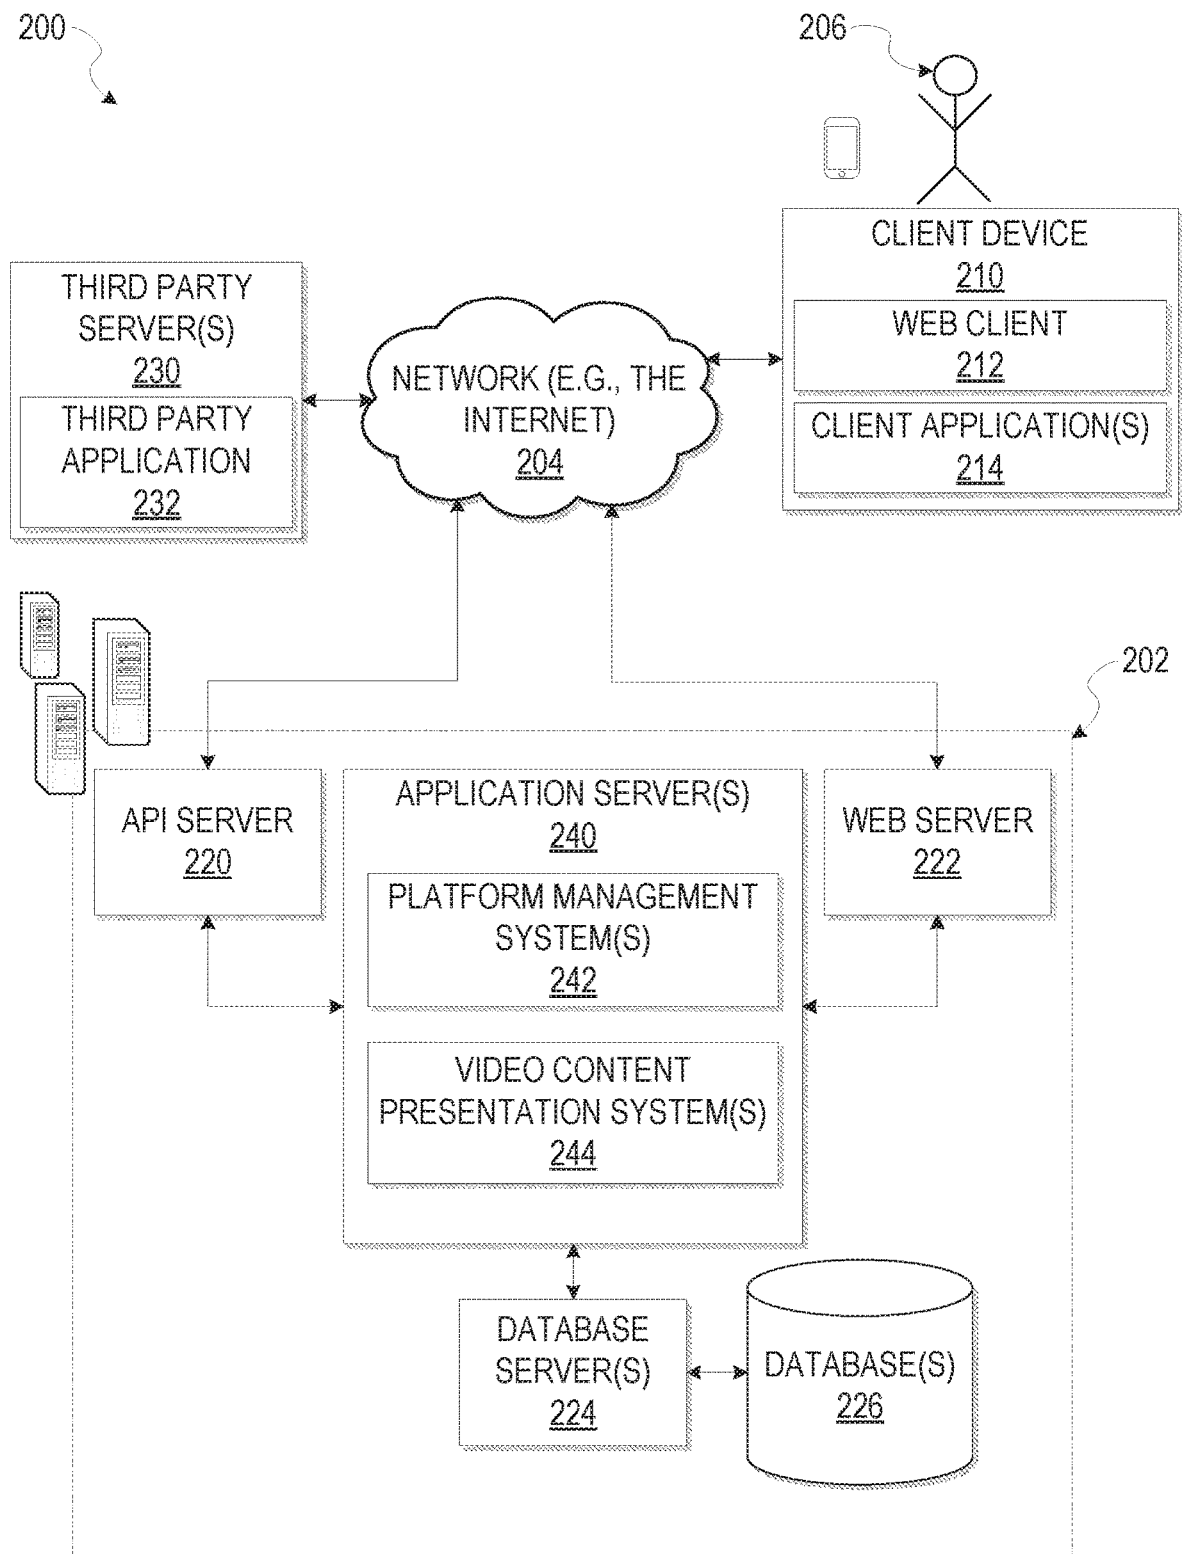 200
206
CLIENT DEVICE
210
WEB CLIENT
212
CLIENT APPLICATION(S)
214
THIRD PARTY
SERVER(S)
230
THIRD PARTY
APPLICATION
232
NETWORK (E.G., THE
INTERNET)
204
202
API SERVER
220
APPLICATION SERVER(S)
240
PLATFORM MANAGEMENT
SYSTEM(S)
242
VIDEO CONTENT
PRESENTATION SYSTEM(S)
244
WEB SERVER
222
DATABASE
SERVER(S)
224
DATABASE(S)
226